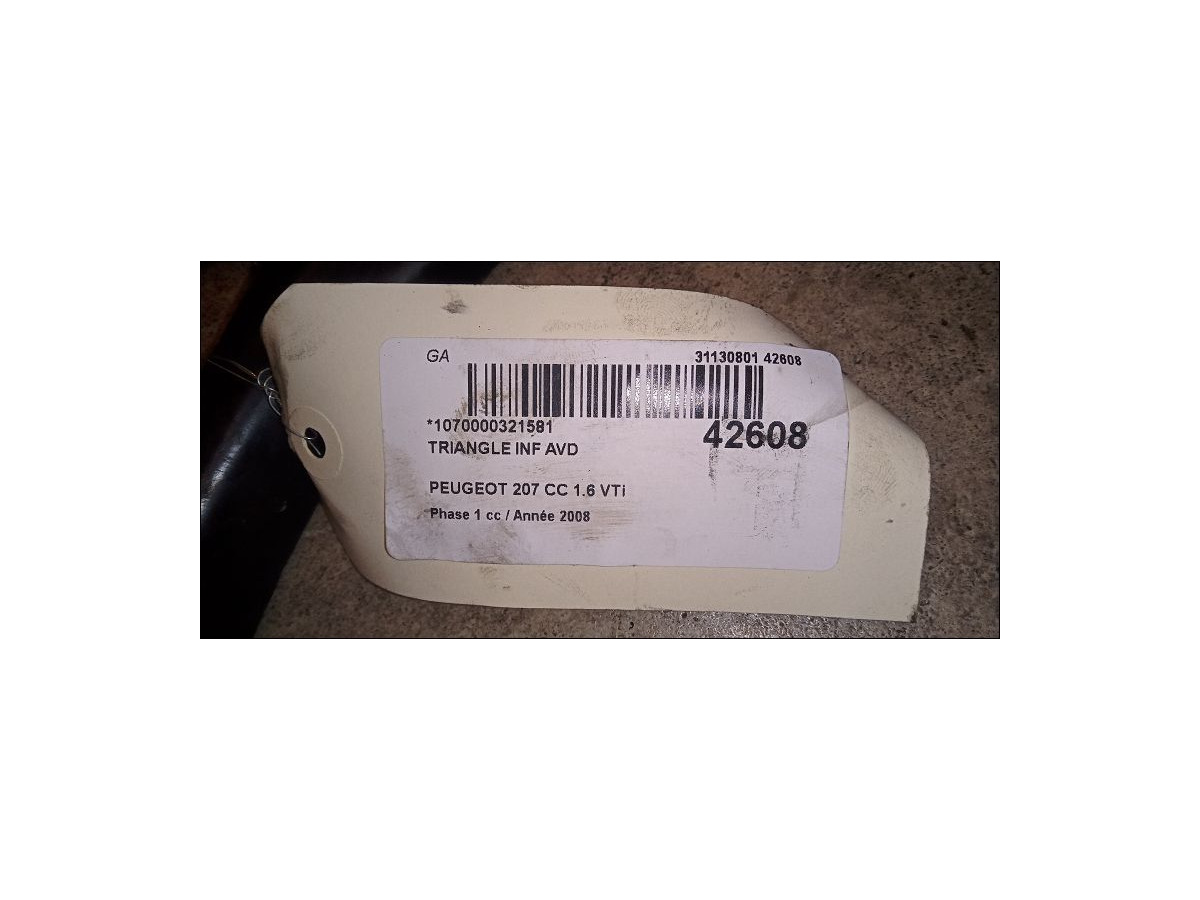 GA 31130801 42608
*1070000321581 42608
TRIANGLE INF AVD
PEUGEOT 207 CC 1.6 VTi
Phase 1 cc / Année 2008